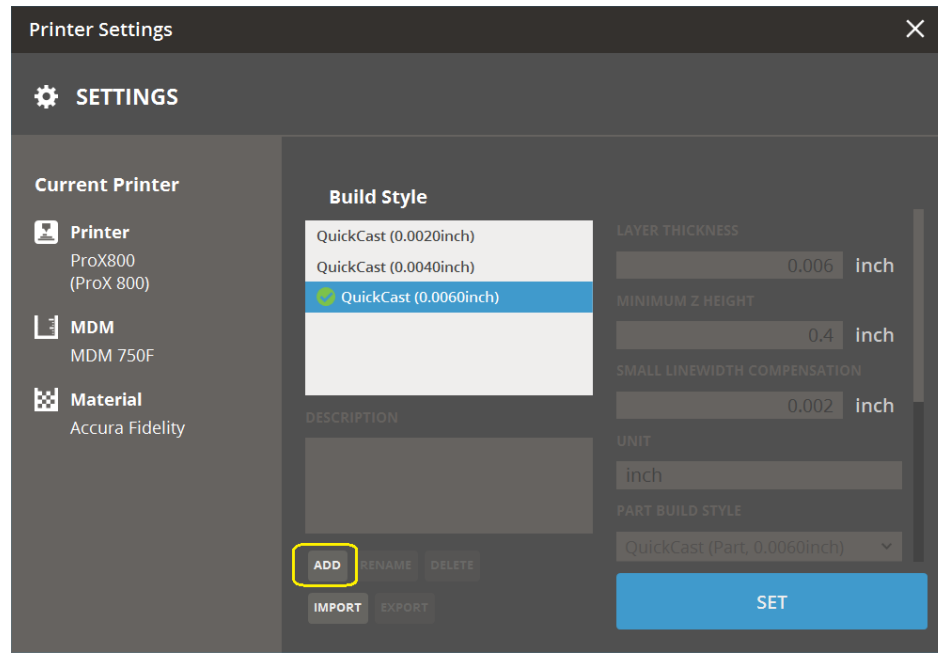 Printer Settings
SETTINGS
Current Printer
Printer
ProX800
(ProX 800)
MDM
MDM 750F
Material
Accura Fidelity
Build Style
QuickCast (0.0020inch)
QuickCast (0.0040inch)
QuickCast (0.0060inch)
DESCRIPTION
ADD RENAME DELETE
IMPORT EXPORT
LAYER THICKNESS
0.006 inch
MINIMUM Z HEIGHT
0.4 inch
SMALL LINEWIDTH COMPENSATION
0.002 inch
UNIT
inch
PART BUILD STYLE
QuickCast (Part, 0.0060inch)
SET